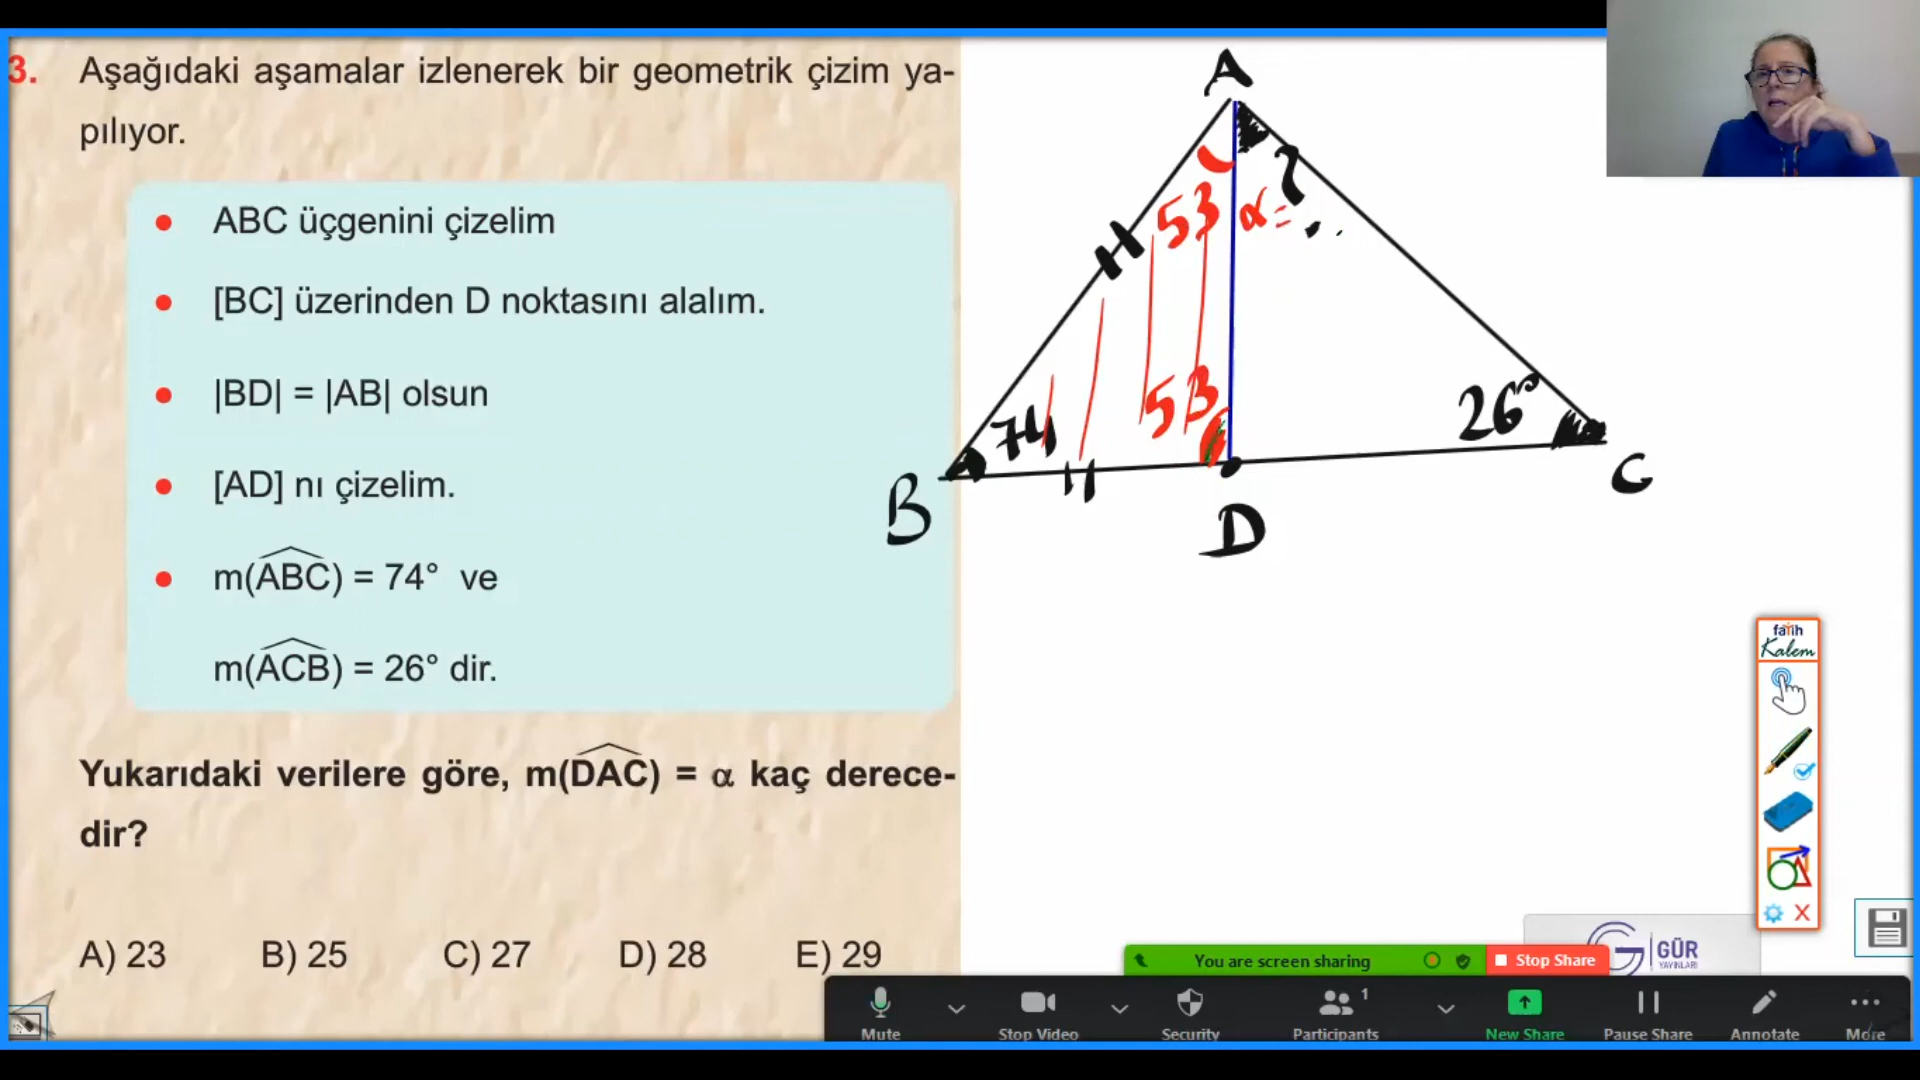 3. Aşağıdaki aşamalar izlenerek bir geometrik çizim ya-
pılıyor.
• ABC üçgenini çizelim
• [BC] üzerinden D noktasını alalım.
• |BD| = |AB| olsun
• [AD] nı çizelim.
• m(ABC) = 74° ve
m(ACB) = 26° dir.
Yukarıdaki verilere göre, m(DAC) = α kaç derece-
dir?
A) 23 B) 25 C) 27 D) 28 E) 29
A
53 α = ?
74 53 26°
B D C
fatih
Kalem
GÜR
YAYINLARI
You are screen sharing Stop Share
1
Mute Stop Video Security Participants New Share Pause Share Annotate More